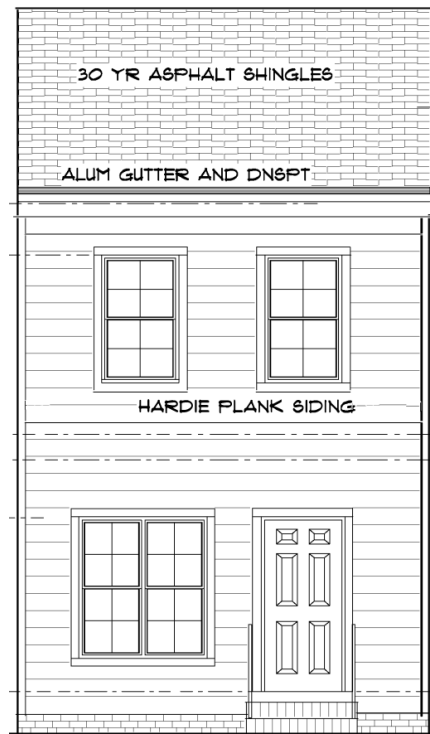 30 YR ASPHALT SHINGLES
ALUM GUTTER AND DNSPT
HARDIE PLANK SIDING